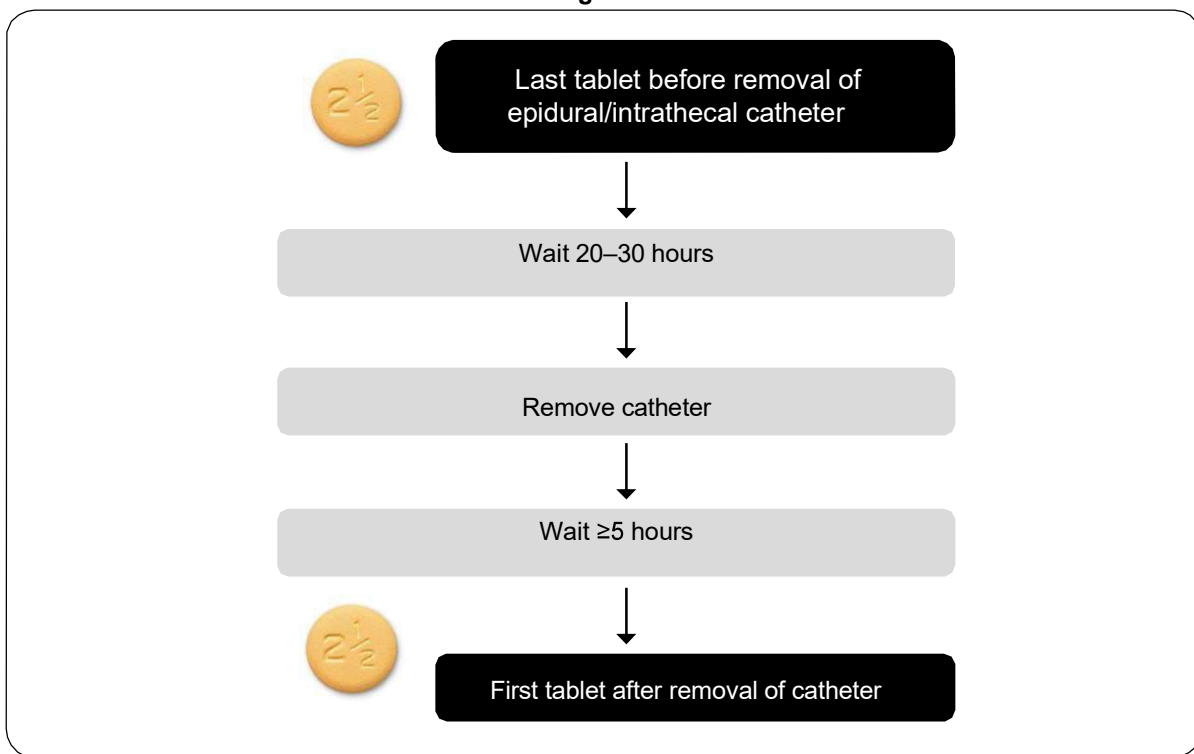 2½
Last tablet before removal of
epidural/intrathecal catheter
Wait 20–30 hours
Remove catheter
Wait ≥5 hours
2½
First tablet after removal of catheter